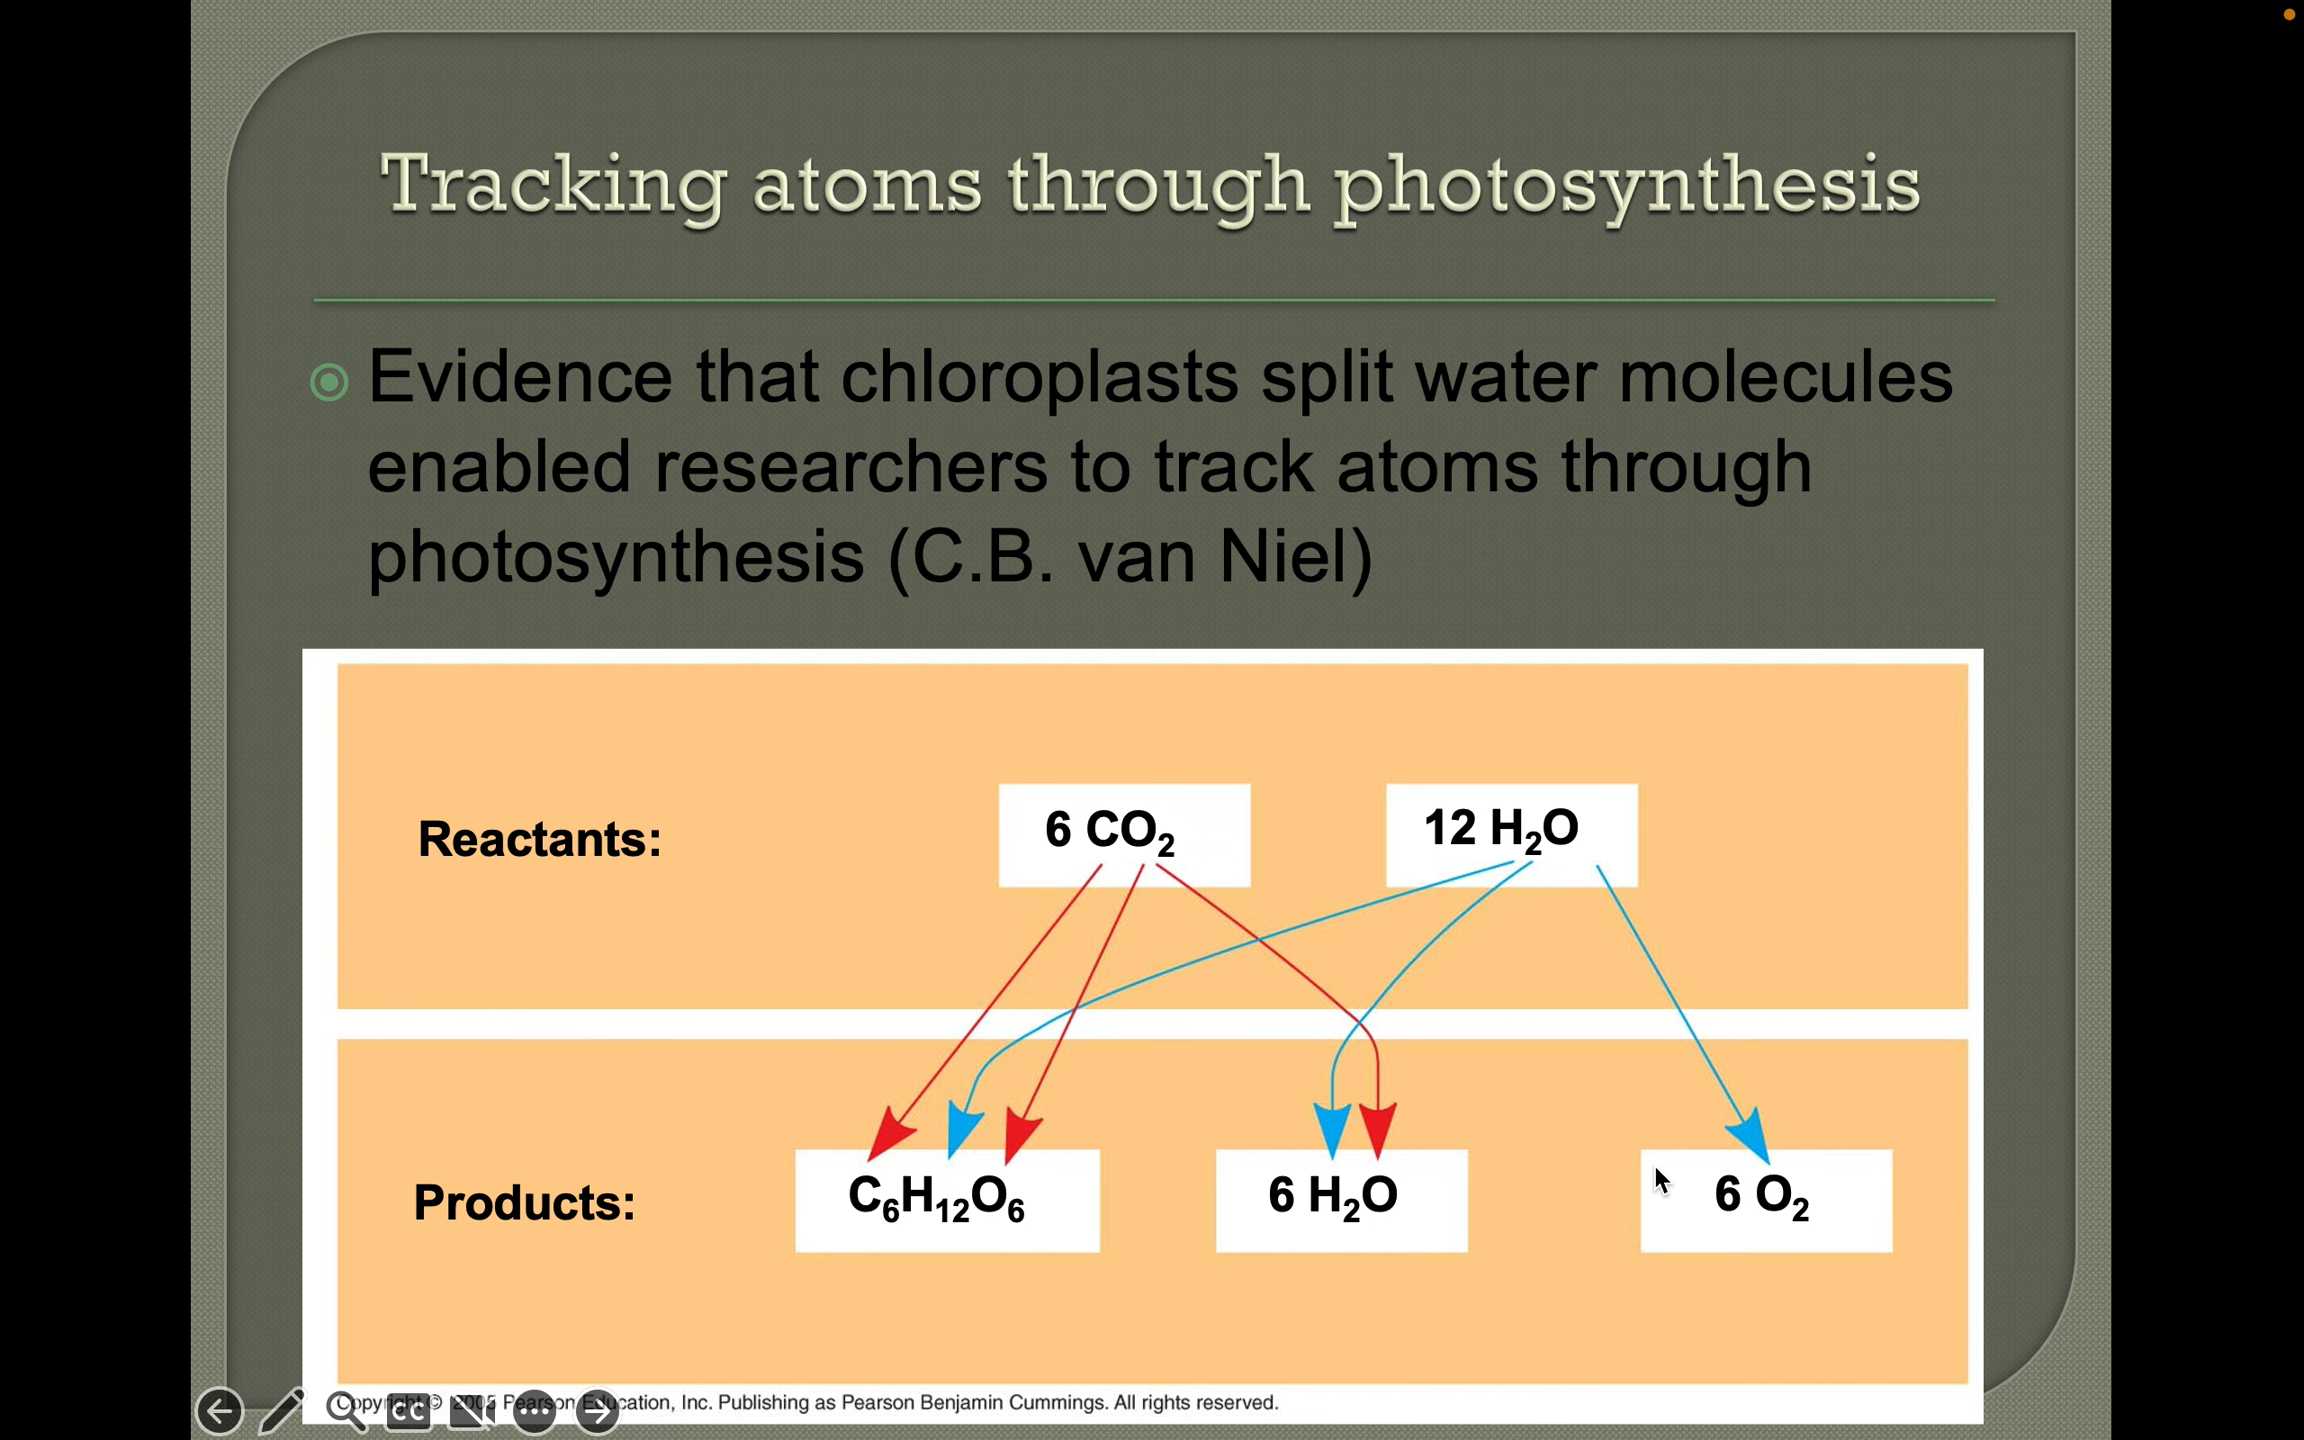 Tracking atoms through photosynthesis
Evidence that chloroplasts split water molecules
enabled researchers to track atoms through
photosynthesis (C.B. van Niel)
Reactants:
6 CO₂
12 H₂O
Products:
C₆H₁₂O₆
6 H₂O
6 O₂
Copyright © 2005 Pearson Education, Inc. Publishing as Pearson Benjamin Cummings. All rights reserved.
CC